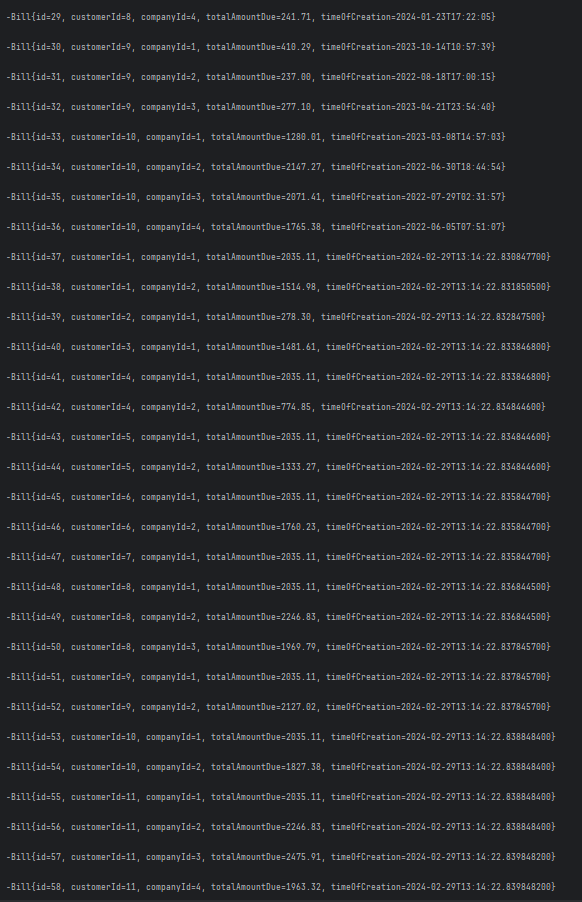 -Bill{id=29, customerId=8, companyId=4, totalAmountDue=241.71, timeOfCreation=2024-01-23T17:22:05}
-Bill{id=30, customerId=9, companyId=1, totalAmountDue=410.29, timeOfCreation=2023-10-14T10:57:39}
-Bill{id=31, customerId=9, companyId=2, totalAmountDue=237.00, timeOfCreation=2022-08-18T17:00:15}
-Bill{id=32, customerId=9, companyId=3, totalAmountDue=277.10, timeOfCreation=2023-04-21T23:54:40}
-Bill{id=33, customerId=10, companyId=1, totalAmountDue=1280.01, timeOfCreation=2023-03-08T14:57:03}
-Bill{id=34, customerId=10, companyId=2, totalAmountDue=2147.27, timeOfCreation=2022-06-30T18:44:54}
-Bill{id=35, customerId=10, companyId=3, totalAmountDue=2071.41, timeOfCreation=2022-07-29T02:31:57}
-Bill{id=36, customerId=10, companyId=4, totalAmountDue=1765.38, timeOfCreation=2022-06-05T07:51:07}
-Bill{id=37, customerId=1, companyId=1, totalAmountDue=2035.11, timeOfCreation=2024-02-29T13:14:22.830847700}
-Bill{id=38, customerId=1, companyId=2, totalAmountDue=1514.98, timeOfCreation=2024-02-29T13:14:22.831850500}
-Bill{id=39, customerId=2, companyId=1, totalAmountDue=278.30, timeOfCreation=2024-02-29T13:14:22.832847500}
-Bill{id=40, customerId=3, companyId=1, totalAmountDue=1481.61, timeOfCreation=2024-02-29T13:14:22.833846800}
-Bill{id=41, customerId=4, companyId=1, totalAmountDue=2035.11, timeOfCreation=2024-02-29T13:14:22.833846800}
-Bill{id=42, customerId=4, companyId=2, totalAmountDue=774.85, timeOfCreation=2024-02-29T13:14:22.834844600}
-Bill{id=43, customerId=5, companyId=1, totalAmountDue=2035.11, timeOfCreation=2024-02-29T13:14:22.834844600}
-Bill{id=44, customerId=5, companyId=2, totalAmountDue=1333.27, timeOfCreation=2024-02-29T13:14:22.834844600}
-Bill{id=45, customerId=6, companyId=1, totalAmountDue=2035.11, timeOfCreation=2024-02-29T13:14:22.835844700}
-Bill{id=46, customerId=6, companyId=2, totalAmountDue=1760.23, timeOfCreation=2024-02-29T13:14:22.835844700}
-Bill{id=47, customerId=7, companyId=1, totalAmountDue=2035.11, timeOfCreation=2024-02-29T13:14:22.835844700}
-Bill{id=48, customerId=8, companyId=1, totalAmountDue=2035.11, timeOfCreation=2024-02-29T13:14:22.836844500}
-Bill{id=49, customerId=8, companyId=2, totalAmountDue=2246.83, timeOfCreation=2024-02-29T13:14:22.836844500}
-Bill{id=50, customerId=8, companyId=3, totalAmountDue=1969.79, timeOfCreation=2024-02-29T13:14:22.837845700}
-Bill{id=51, customerId=9, companyId=1, totalAmountDue=2035.11, timeOfCreation=2024-02-29T13:14:22.837845700}
-Bill{id=52, customerId=9, companyId=2, totalAmountDue=2127.02, timeOfCreation=2024-02-29T13:14:22.837845700}
-Bill{id=53, customerId=10, companyId=1, totalAmountDue=2035.11, timeOfCreation=2024-02-29T13:14:22.838848400}
-Bill{id=54, customerId=10, companyId=2, totalAmountDue=1827.38, timeOfCreation=2024-02-29T13:14:22.838848400}
-Bill{id=55, customerId=11, companyId=1, totalAmountDue=2035.11, timeOfCreation=2024-02-29T13:14:22.838848400}
-Bill{id=56, customerId=11, companyId=2, totalAmountDue=2246.83, timeOfCreation=2024-02-29T13:14:22.838848400}
-Bill{id=57, customerId=11, companyId=3, totalAmountDue=2475.91, timeOfCreation=2024-02-29T13:14:22.839848200}
-Bill{id=58, customerId=11, companyId=4, totalAmountDue=1963.32, timeOfCreation=2024-02-29T13:14:22.839848200}